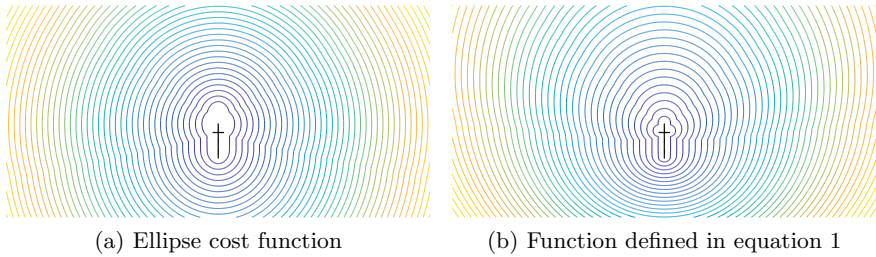 (a) Ellipse cost function
(b) Function defined in equation 1